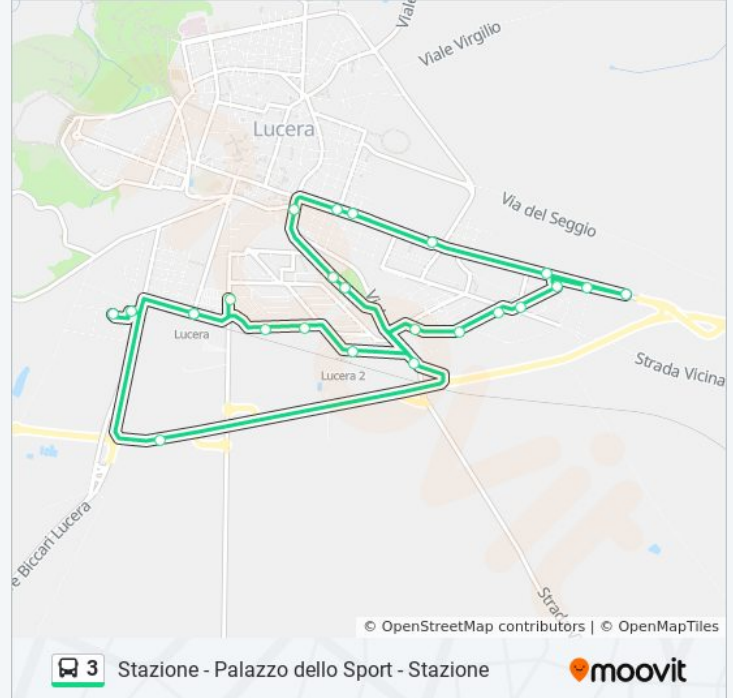 Viale
Viale Virgilio
Lucera
Via del Seggio
Lucera
Strada Vicina
Lucera 2
e Biccari Lucera
© OpenStreetMap contributors | © OpenMapTiles
3 Stazione - Palazzo dello Sport - Stazione
moovit